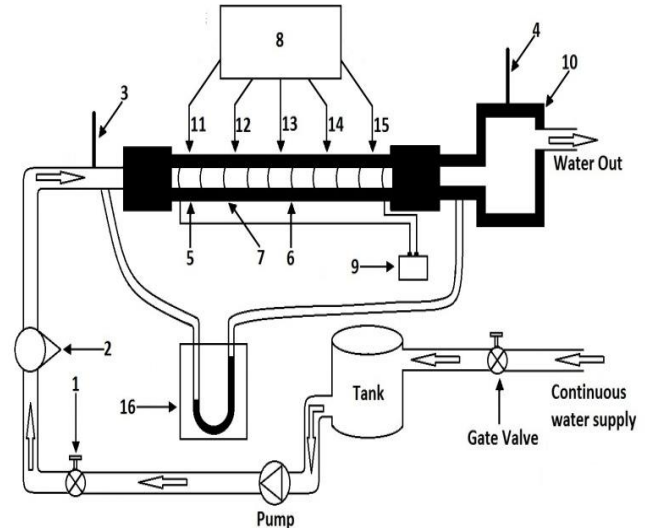 8
4
10
3
11
12
13
14
15
Water Out
5
7
6
9
2
1
16
Tank
Gate Valve
Continuous
water supply
Pump